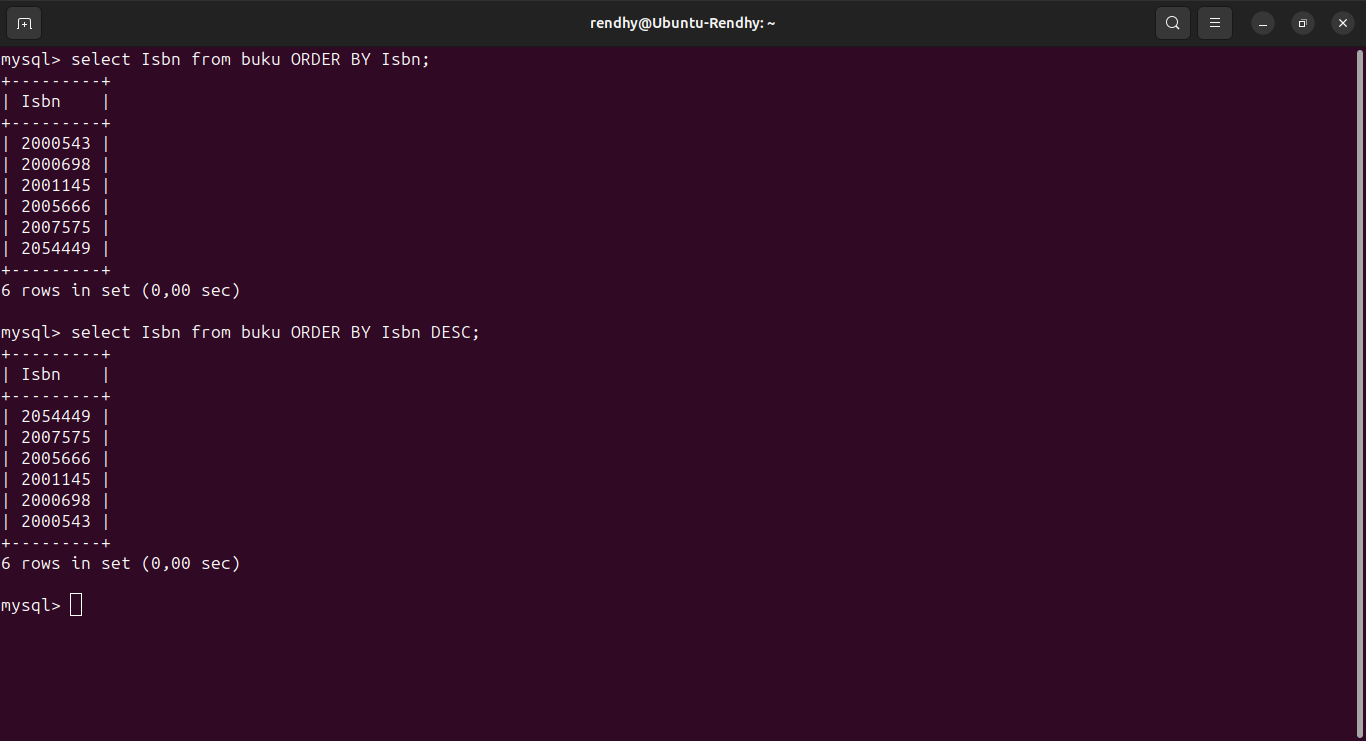 rendhy@Ubuntu-Rendhy: ~
mysql> select Isbn from buku ORDER BY Isbn;
+---------+
| Isbn    |
+---------+
| 2000543 |
| 2000698 |
| 2001145 |
| 2005666 |
| 2007575 |
| 2054449 |
+---------+
6 rows in set (0,00 sec)

mysql> select Isbn from buku ORDER BY Isbn DESC;
+---------+
| Isbn    |
+---------+
| 2054449 |
| 2007575 |
| 2005666 |
| 2001145 |
| 2000698 |
| 2000543 |
+---------+
6 rows in set (0,00 sec)

mysql>